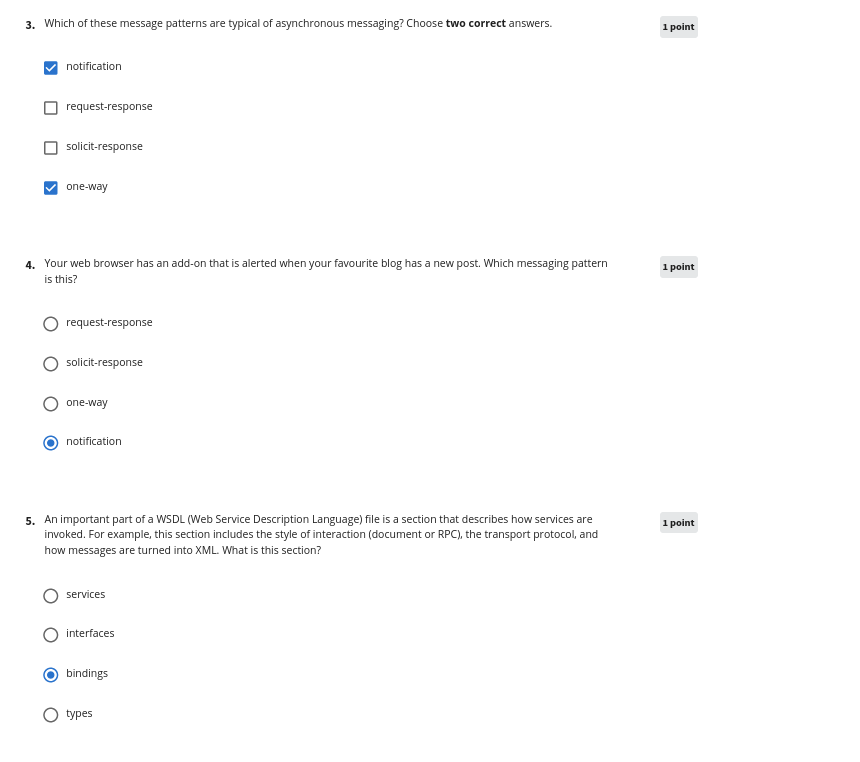 3. Which of these message patterns are typical of asynchronous messaging? Choose two correct answers.
1 point
notification
request-response
solicit-response
one-way
4. Your web browser has an add-on that is alerted when your favourite blog has a new post. Which messaging pattern
is this?
1 point
request-response
solicit-response
one-way
notification
5. An important part of a WSDL (Web Service Description Language) file is a section that describes how services are
invoked. For example, this section includes the style of interaction (document or RPC), the transport protocol, and
how messages are turned into XML. What is this section?
1 point
services
interfaces
bindings
types